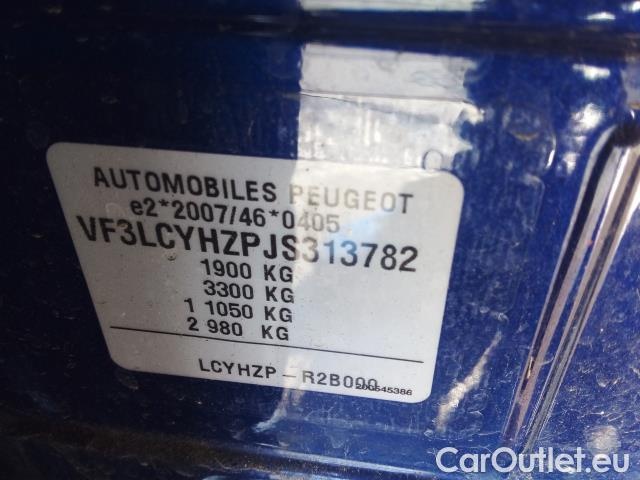 AUTOMOBILES PEUGEOT
e2*2007/46*0405
VF3LCYHZPJS313782
1900 KG
3300 KG
1 1050 KG
2 980 KG
LCYHZP - R2B000
200545386
CarOutlet.eu